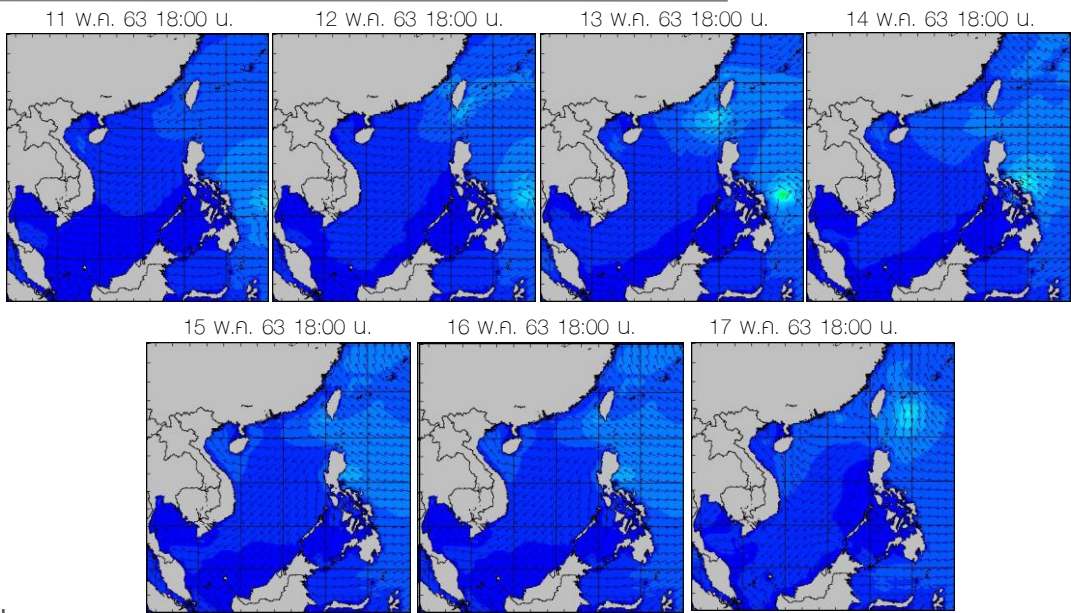 11 พ.ค. 63 18:00 น.
12 พ.ค. 63 18:00 น.
13 พ.ค. 63 18:00 น.
14 พ.ค. 63 18:00 น.
15 พ.ค. 63 18:00 น.
16 พ.ค. 63 18:00 น.
17 พ.ค. 63 18:00 น.